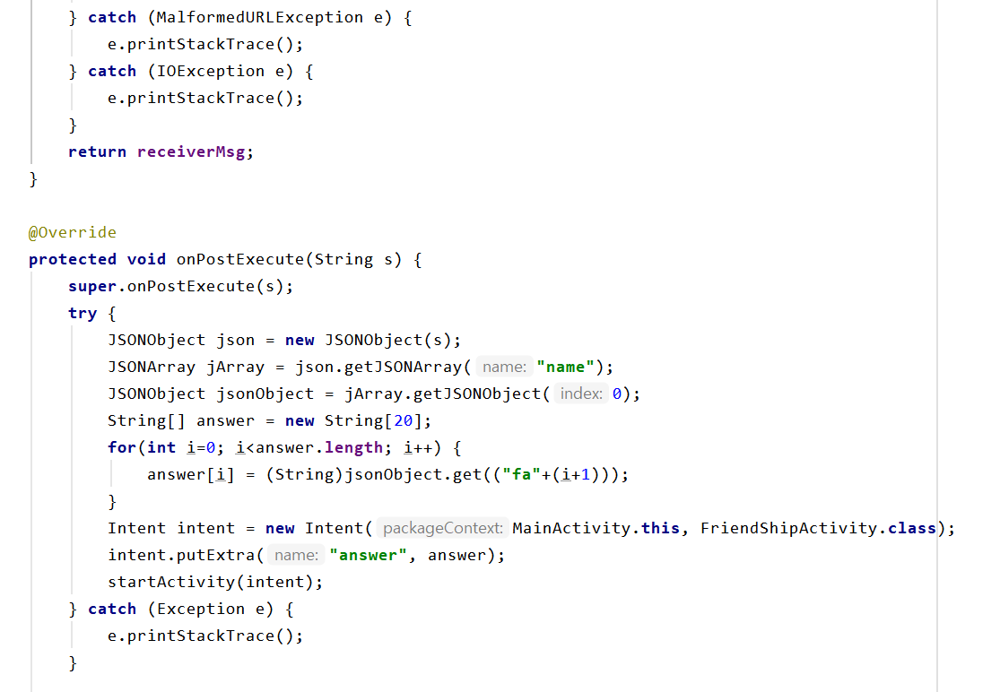 } catch (MalformedURLException e) {
e.printStackTrace();
} catch (IOException e) {
e.printStackTrace();
}
return receiverMsg;
}
@Override
protected void onPostExecute(String s) {
super.onPostExecute(s);
try {
JSONObject json = new JSONObject(s);
JSONArray jArray = json.getJSONArray( name: "name");
JSONObject jsonObject = jArray.getJSONObject( index: 0);
String[] answer = new String[20];
for(int i=0; i<answer.length; i++) {
answer[i] = (String)jsonObject.get(("fa"+(i+1)));
}
Intent intent = new Intent( packageContext: MainActivity.this, FriendShipActivity.class);
intent.putExtra( name: "answer", answer);
startActivity(intent);
} catch (Exception e) {
e.printStackTrace();
}